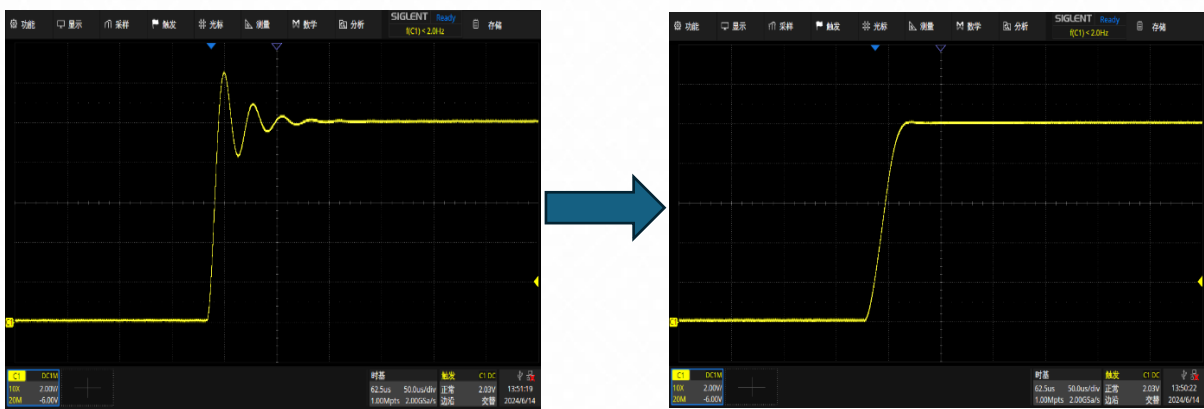 功能 显示 采样 触发 光标 测量 数学 分析 SIGLENT Ready 存储
f(C1) < 2.0Hz
C1
C1 DC1M
10X 2.00V/
20M -6.00V
时基
62.5us 50.0us/div
1.00Mpts 2.00GSa/s
触发 C1 DC
正常 2.03V
边沿 交替
13:51:19
2024/6/14
功能 显示 采样 触发 光标 测量 数学 分析 SIGLENT Ready 存储
f(C1) < 2.0Hz
C1
C1 DC1M
10X 2.00V/
20M -6.00V
时基
62.5us 50.0us/div
1.00Mpts 2.00GSa/s
触发 C1 DC
正常 2.03V
边沿 交替
13:50:22
2024/6/14